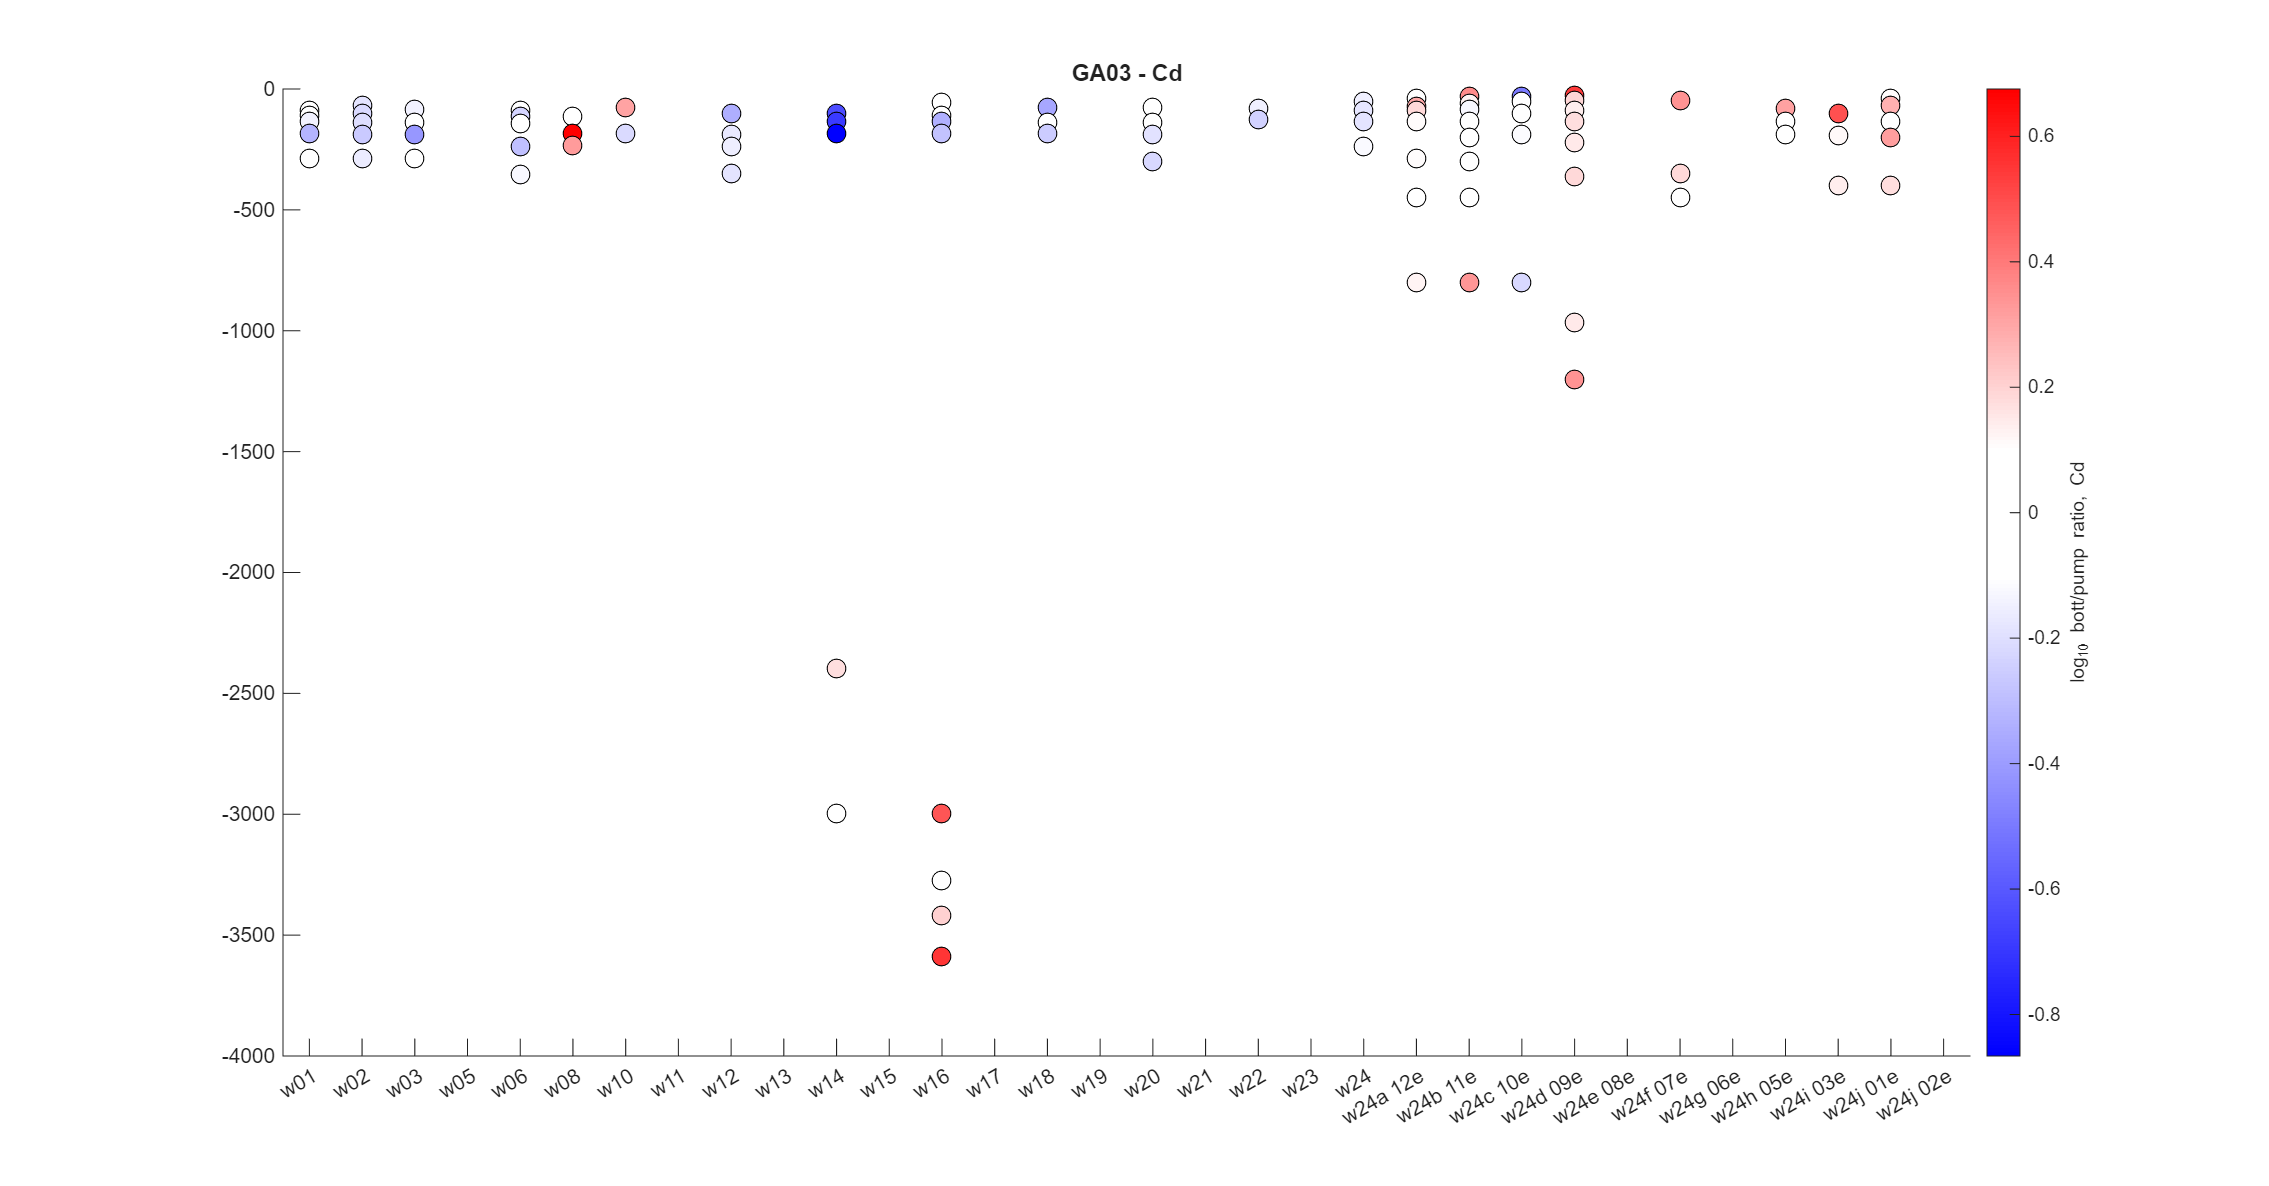 GA03 - Cd
0
-500
-1000
-1500
-2000
-2500
-3000
-3500
-4000
w01
w02
w03
w05
w06
w08
w10
w11
w12
w13
w14
w15
w16
w17
w18
w19
w20
w21
w22
w23
w24
w24a 12e
w24b 11e
w24c 10e
w24d 09e
w24e 08e
w24f 07e
w24g 06e
w24h 05e
w24i 03e
w24j 01e
w24j 02e
0.6
0.4
0.2
0
-0.2
-0.4
-0.6
-0.8
log₁₀ bott/pump ratio, Cd